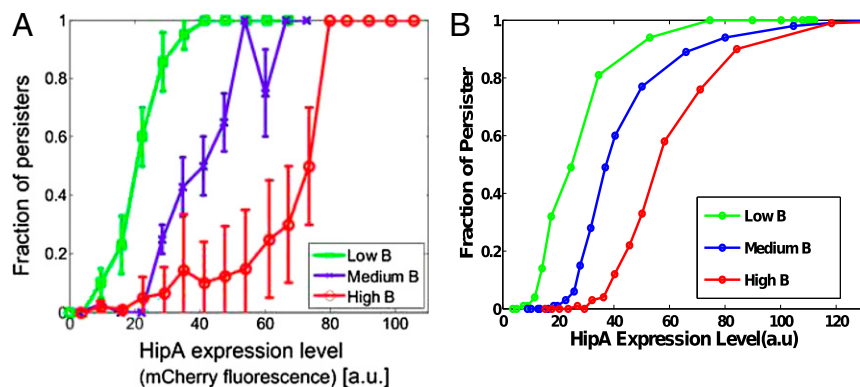 A
Fraction of persisters
1
0.8
0.6
0.4
0.2
0
0 20 40 60 80 100
HipA expression level
(mCherry fluorescence) [a.u.]
Low B
Medium B
High B
B
Fraction of Persister
1
0.8
0.6
0.4
0.2
0
0 20 40 60 80 100 120
HipA Expression Level(a.u)
Low B
Medium B
High B